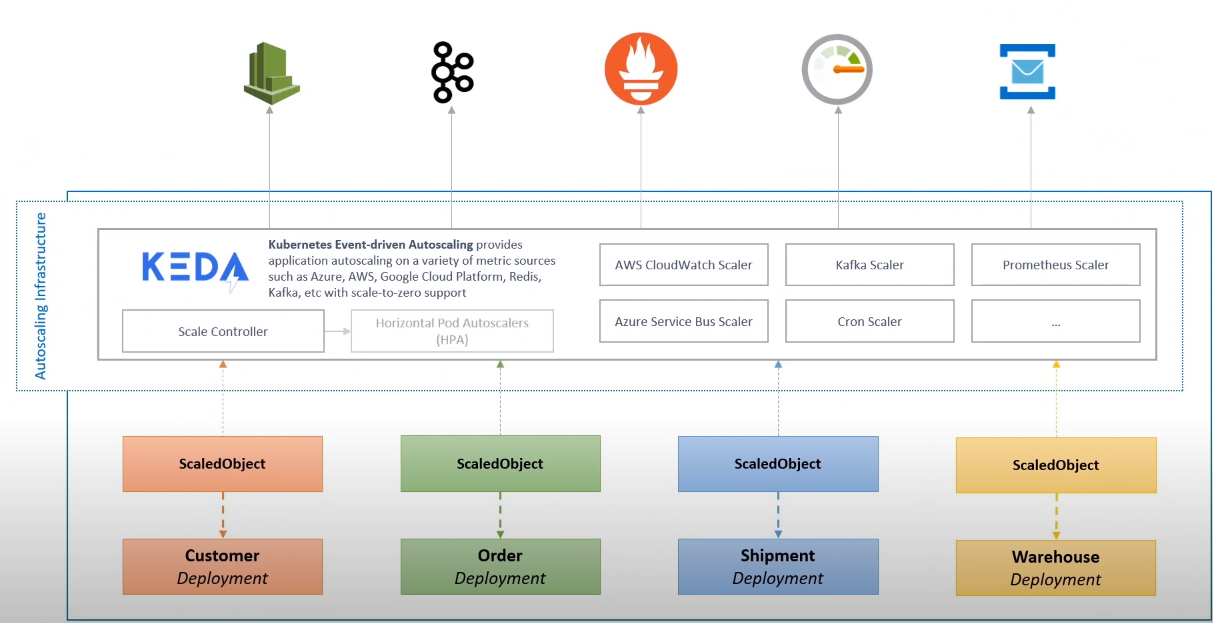 Autoscaling Infrastructure
KEDA
Kubernetes Event-driven Autoscaling provides
application autoscaling on a variety of metric sources
such as Azure, AWS, Google Cloud Platform, Redis,
Kafka, etc with scale-to-zero support
Scale Controller
Horizontal Pod Autoscalers
(HPA)
AWS CloudWatch Scaler
Kafka Scaler
Prometheus Scaler
Azure Service Bus Scaler
Cron Scaler
...
ScaledObject
ScaledObject
ScaledObject
ScaledObject
Customer
Deployment
Order
Deployment
Shipment
Deployment
Warehouse
Deployment